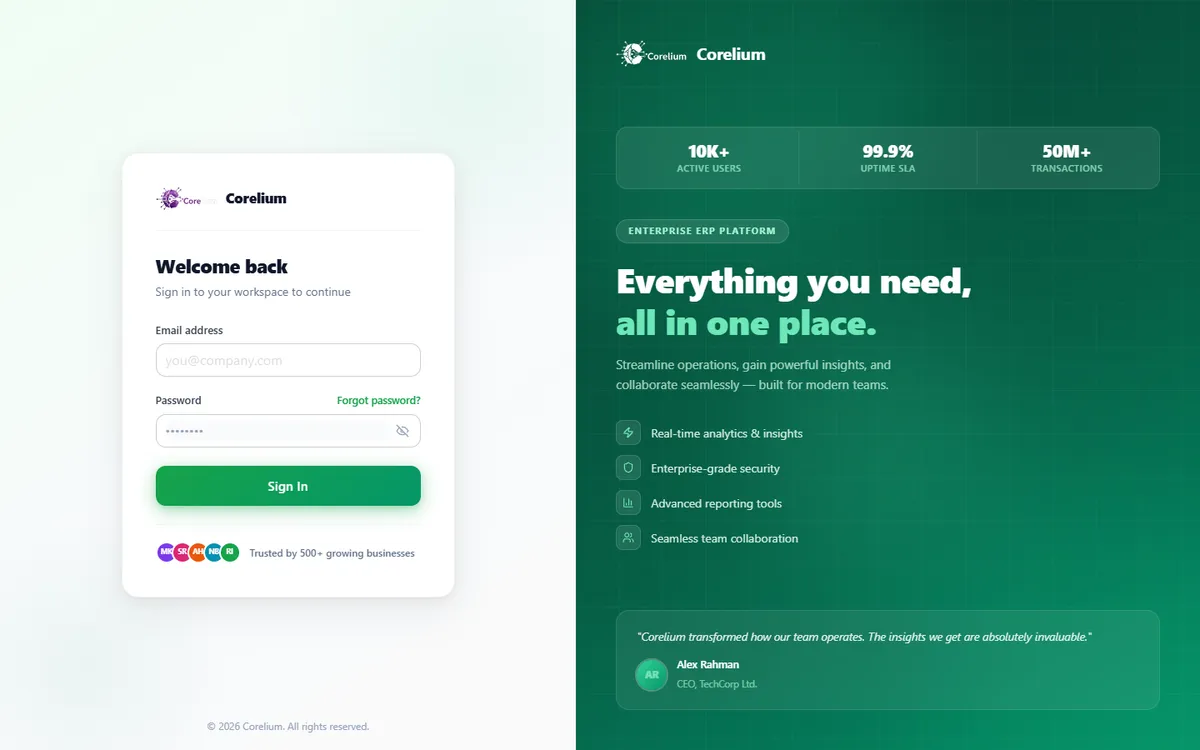 Core Corelium
Welcome back
Sign in to your workspace to continue
Email address
you@company.com
Password Forgot password?
••••••••
Sign In
MK SR AH NB RI Trusted by 500+ growing businesses
© 2026 Corelium. All rights reserved.
Corelium Corelium
10K+ 99.9% 50M+
ACTIVE USERS UPTIME SLA TRANSACTIONS
ENTERPRISE ERP PLATFORM
Everything you need,
all in one place.
Streamline operations, gain powerful insights, and
collaborate seamlessly — built for modern teams.
Real-time analytics & insights
Enterprise-grade security
Advanced reporting tools
Seamless team collaboration
"Corelium transformed how our team operates. The insights we get are absolutely invaluable."
AR Alex Rahman
CEO, TechCorp Ltd.